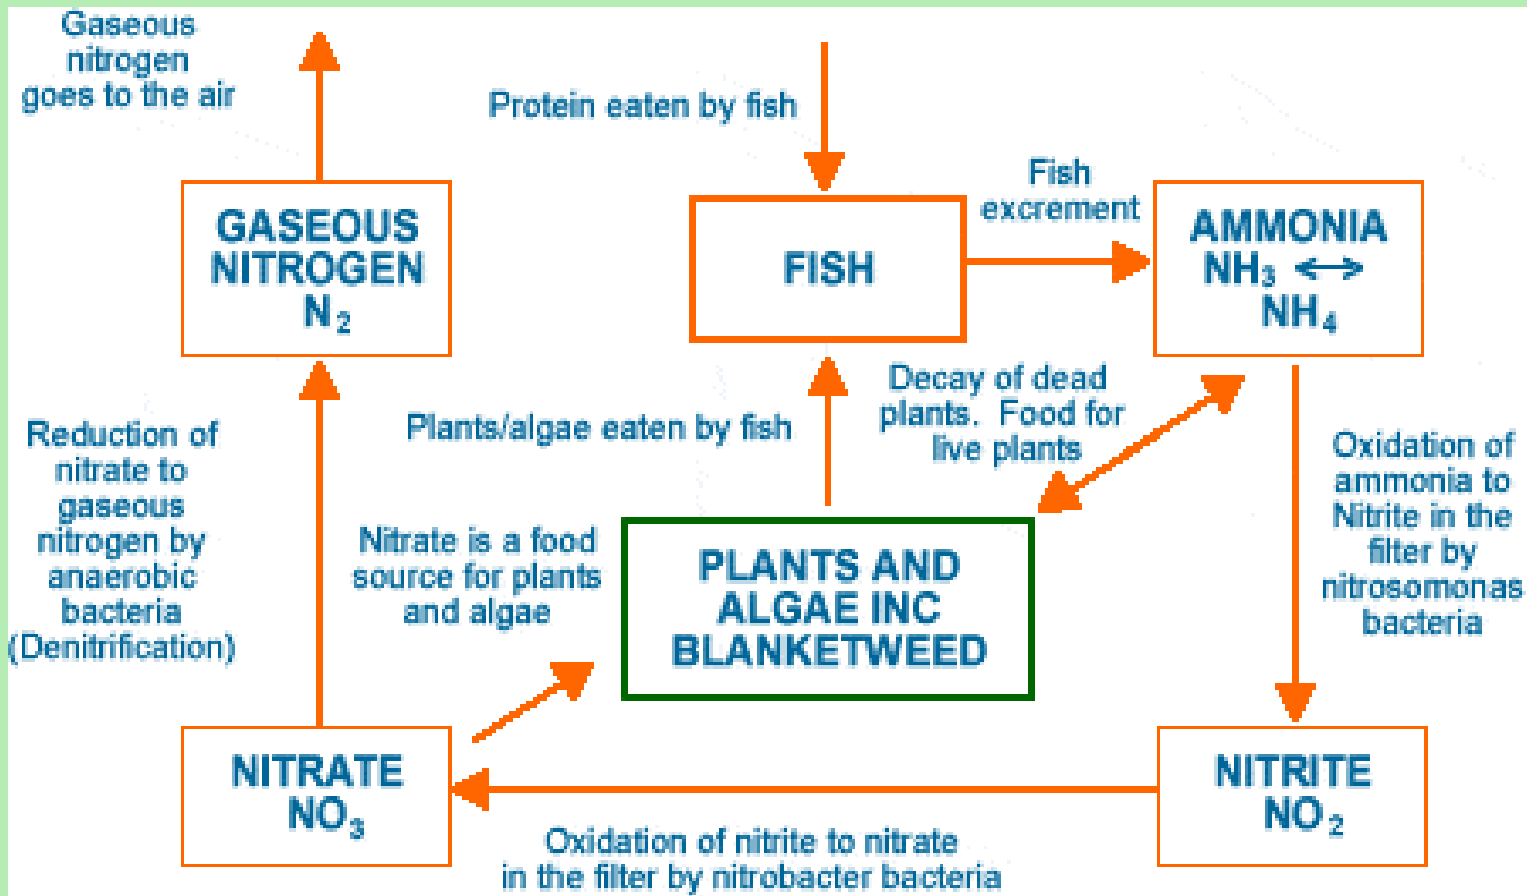 Gaseous
nitrogen
goes to the air
Protein eaten by fish
Fish
excrement
GASEOUS
NITROGEN
N₂
FISH
AMMONIA
NH₃ ↔
NH₄
Reduction of
nitrate to
gaseous
nitrogen by
anaerobic
bacteria
(Denitrification)
Plants/algae eaten by fish
Decay of dead
plants. Food for
live plants
Oxidation of
ammonia to
Nitrite in the
filter by
nitrosomonas
bacteria
Nitrate is a food
source for plants
and algae
PLANTS AND
ALGAE INC
BLANKETWEED
NITRATE
NO₃
NITRITE
NO₂
Oxidation of nitrite to nitrate
in the filter by nitrobacter bacteria